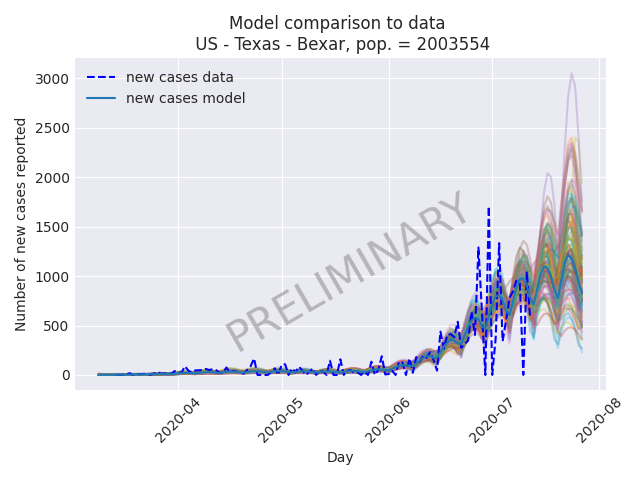 Model comparison to data
US - Texas - Bexar, pop. = 2003554
new cases data
new cases model
Number of new cases reported
3000
2500
2000
1500
1000
500
0
PRELIMINARY
2020-04
2020-05
2020-06
2020-07
2020-08
Day